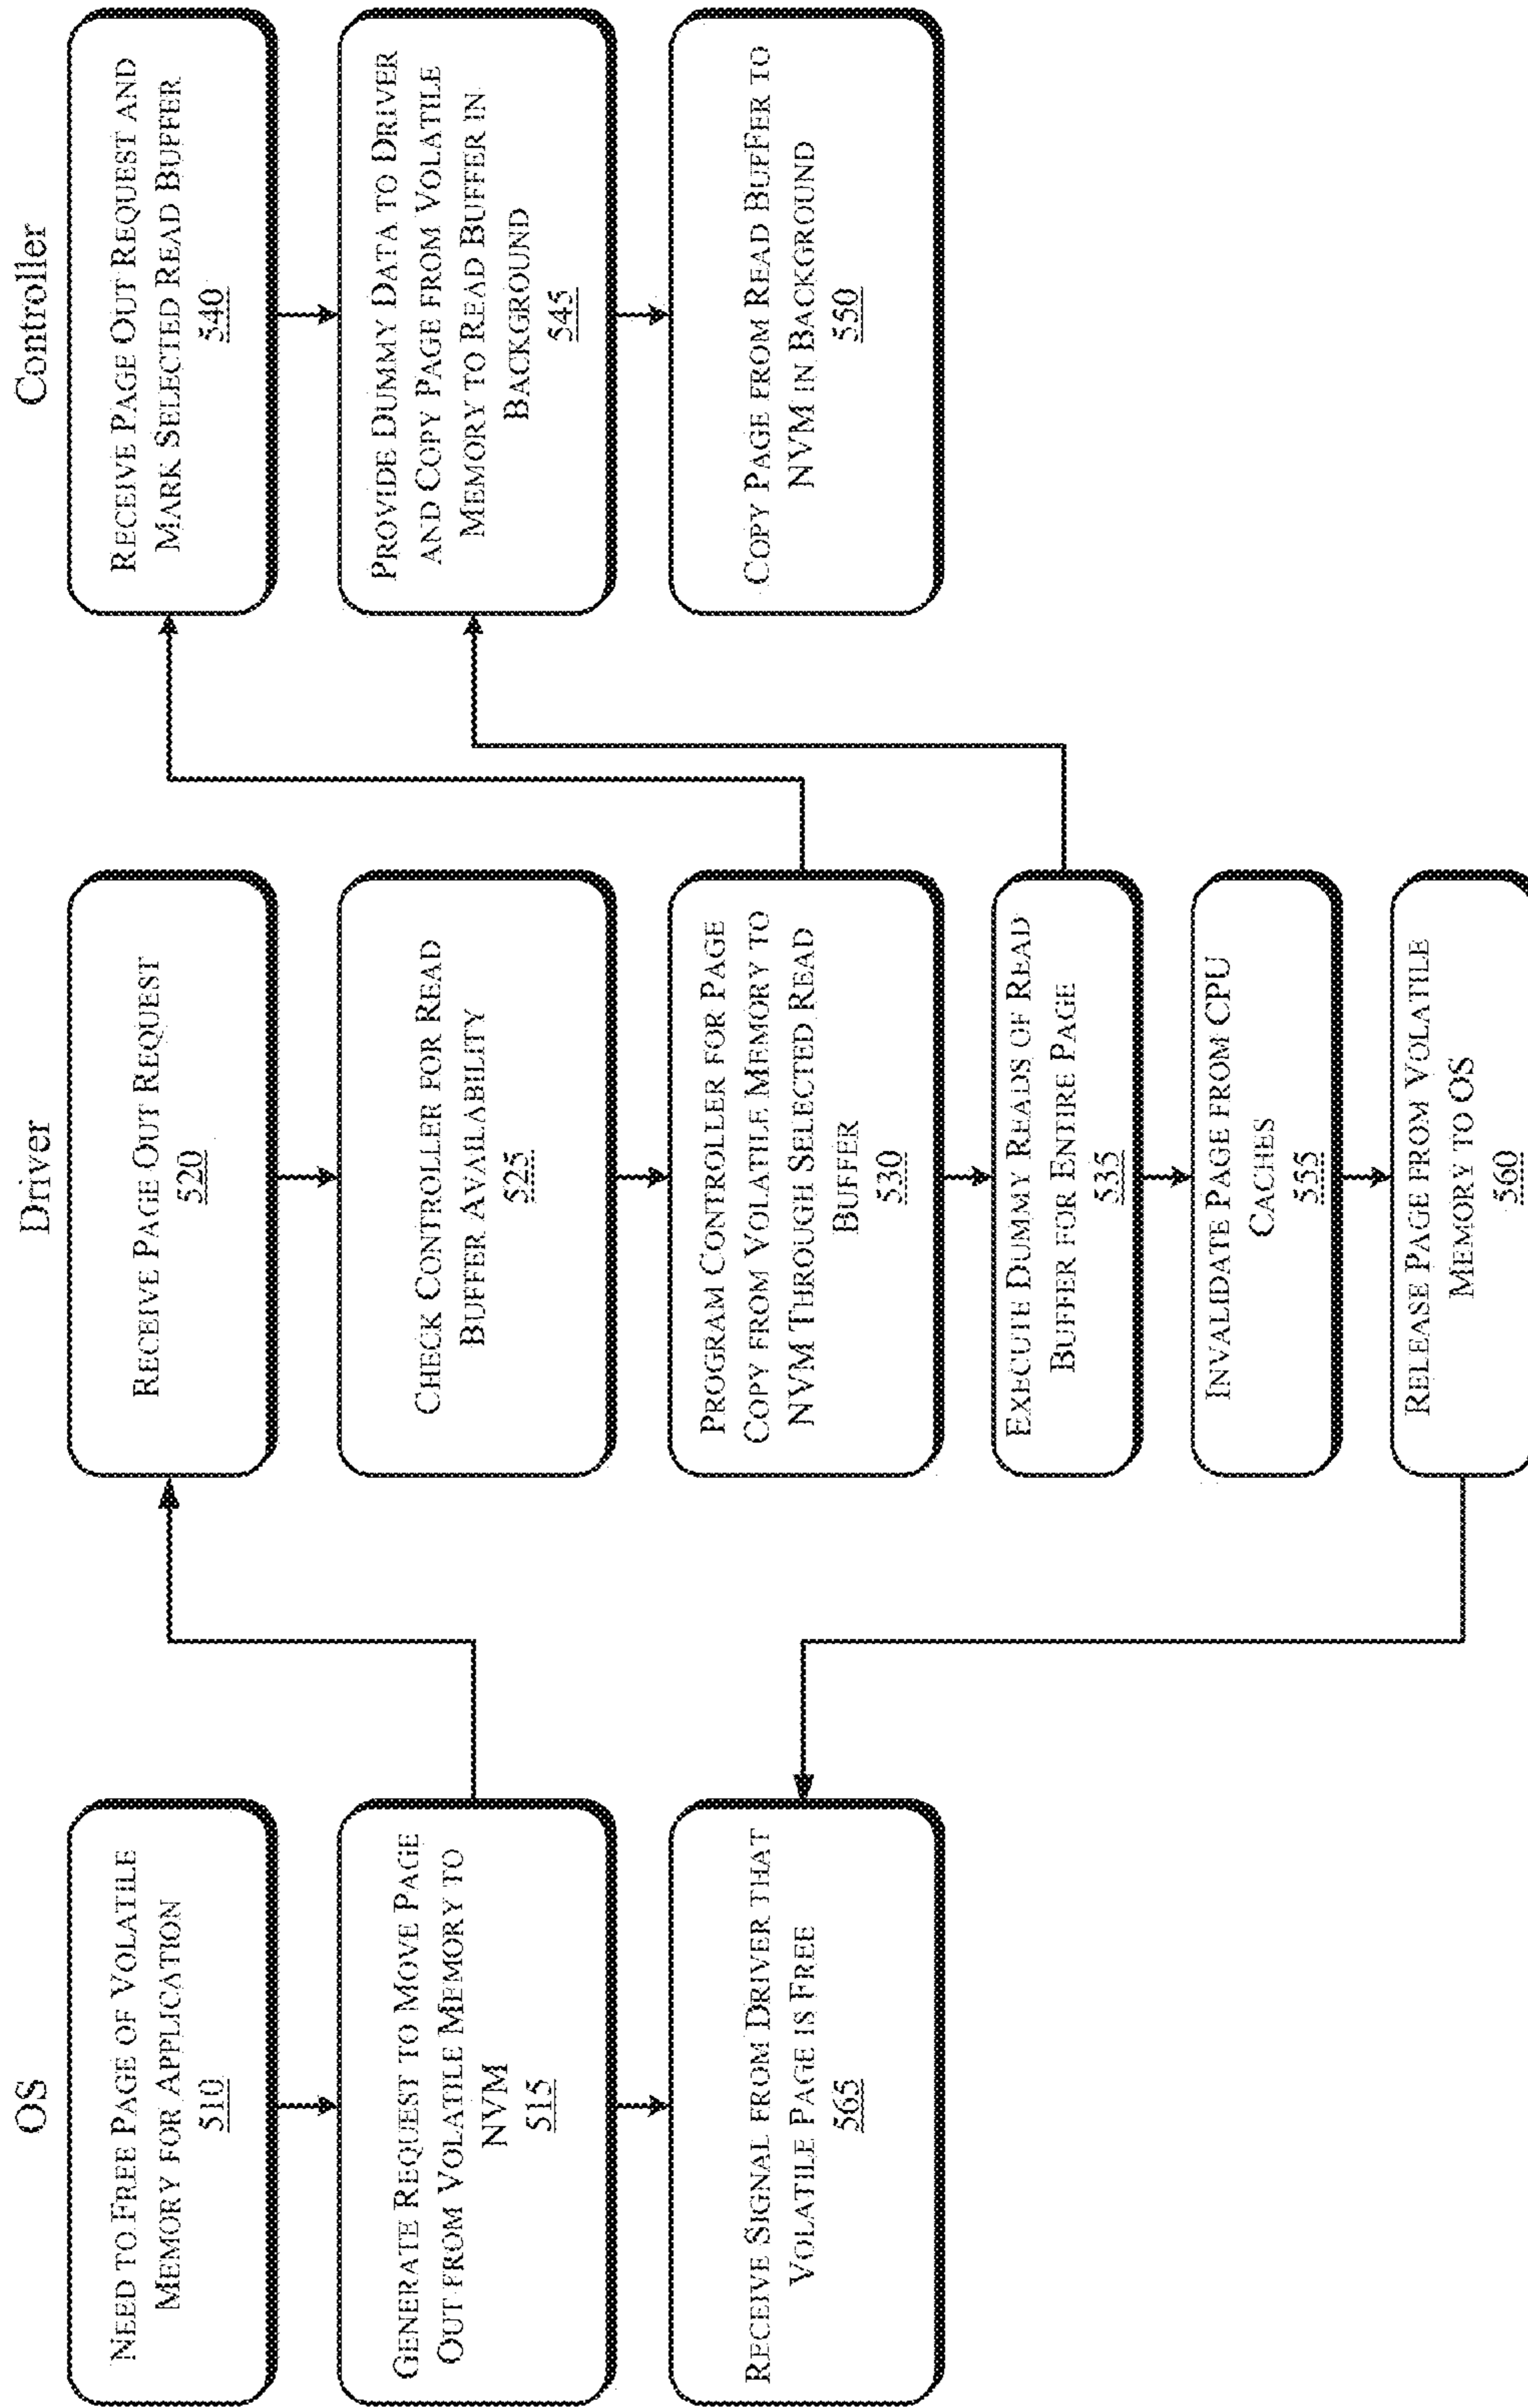 OS
NEED TO FREE PAGE OF VOLATILE
MEMORY FOR APPLICATION
510
GENERATE REQUEST TO MOVE PAGE
OUT FROM VOLATILE MEMORY TO
NVM
515
RECEIVE SIGNAL FROM DRIVER THAT
VOLATILE PAGE IS FREE
565
Driver
RECEIVE PAGE OUT REQUEST
520
CHECK CONTROLLER FOR READ
BUFFER AVAILABILITY
525
PROGRAM CONTROLLER FOR PAGE
COPY FROM VOLATILE MEMORY TO
NVM THROUGH SELECTED READ
BUFFER
530
EXECUTE DUMMY READS OF READ
BUFFER FOR ENTIRE PAGE
535
INVALIDATE PAGE FROM CPU
CACHES
555
RELEASE PAGE FROM VOLATILE
MEMORY TO OS
560
Controller
RECEIVE PAGE OUT REQUEST AND
MARK SELECTED READ BUFFER
540
PROVIDE DUMMY DATA TO DRIVER
AND COPY PAGE FROM VOLATILE
MEMORY TO READ BUFFER IN
BACKGROUND
545
COPY PAGE FROM READ BUFFER TO
NVM IN BACKGROUND
550